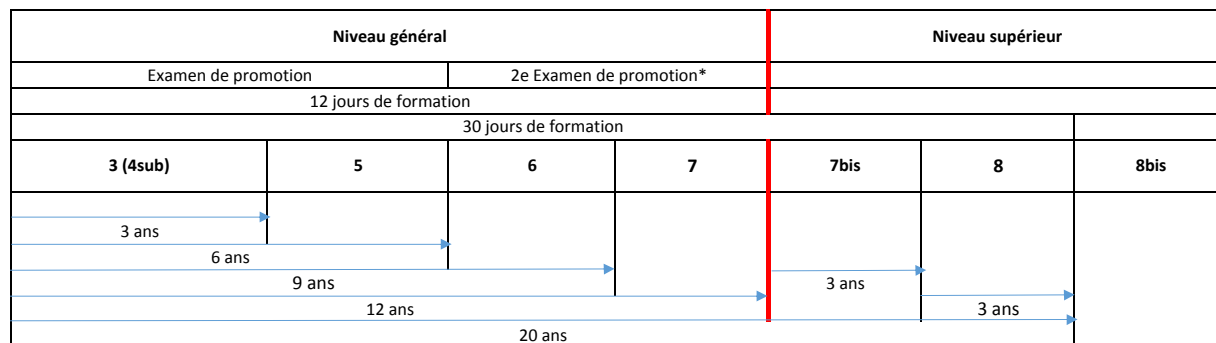 Niveau général Niveau supérieur
Examen de promotion 2e Examen de promotion*
12 jours de formation
30 jours de formation
3 (4sub) 5 6 7 7bis 8 8bis
3 ans
6 ans
9 ans 3 ans
12 ans 3 ans
20 ans